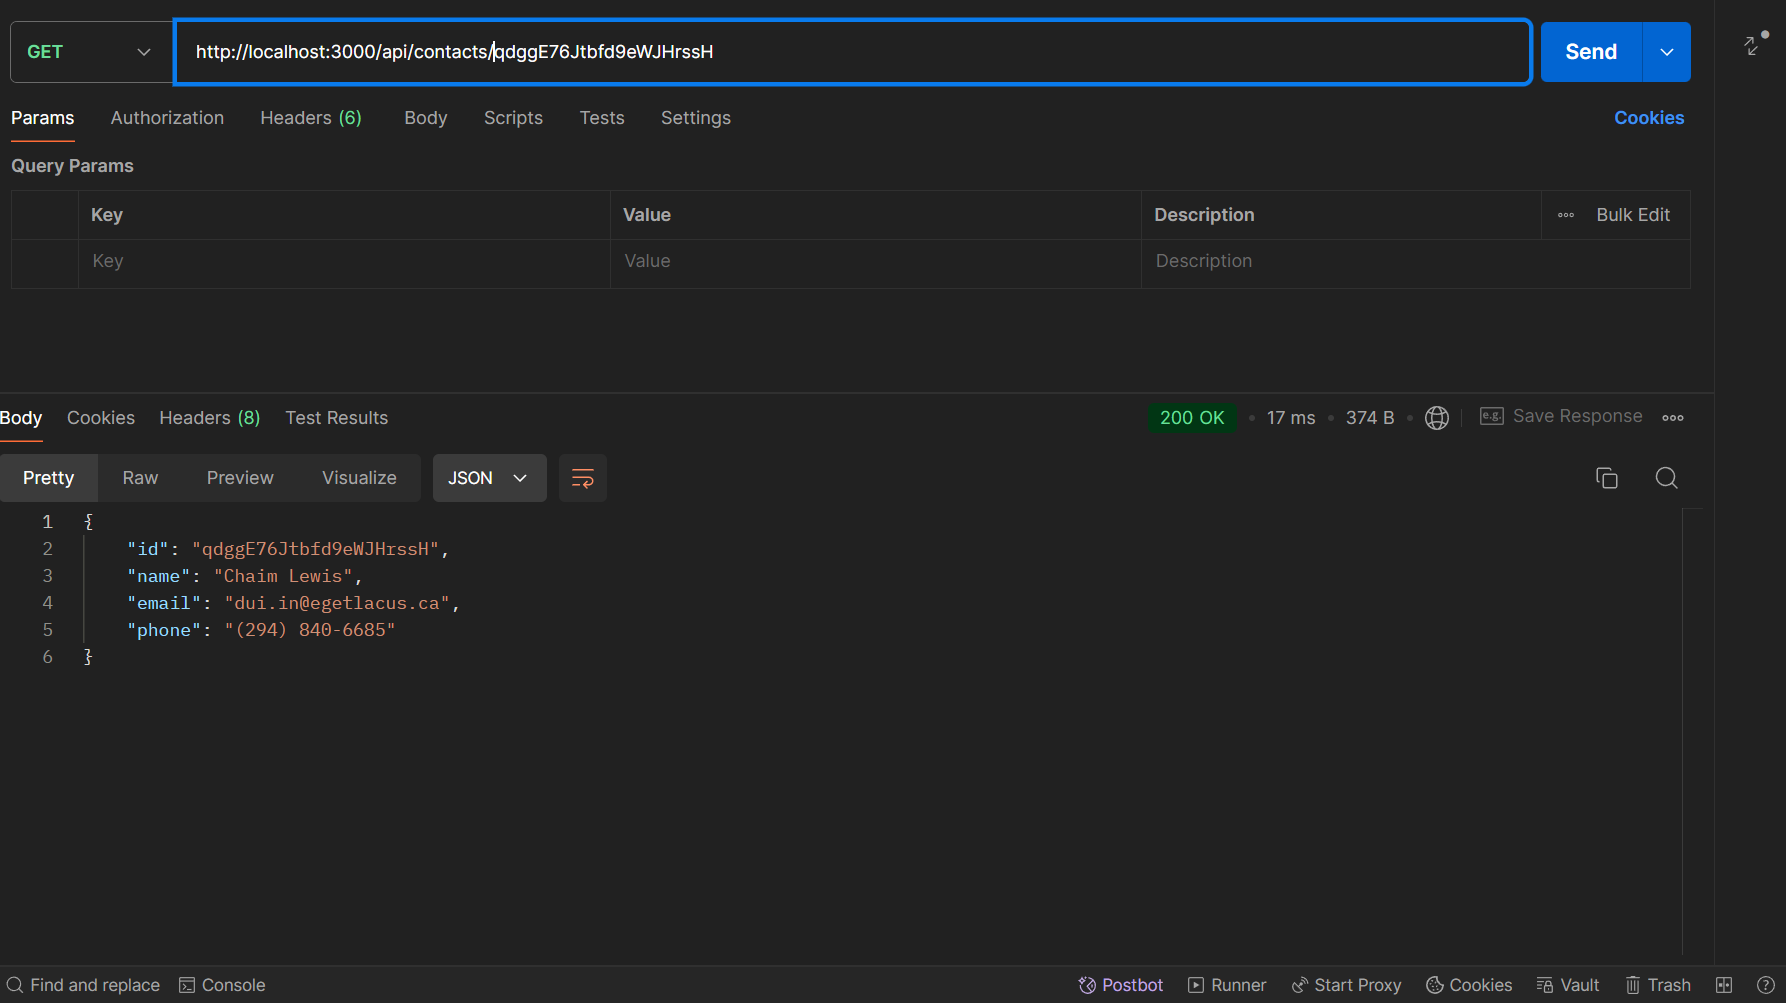 GET http://localhost:3000/api/contacts/qdggE76Jtbfd9eWJHrssH Send
Params Authorization Headers (6) Body Scripts Tests Settings Cookies
Query Params
Key Value Description Bulk Edit
Key Value Description
Body Cookies Headers (8) Test Results 200 OK 17 ms 374 B e.g. Save Response
Pretty Raw Preview Visualize JSON
1 {
2 "id": "qdggE76Jtbfd9eWJHrssH",
3 "name": "Chaim Lewis",
4 "email": "dui.in@egetlacus.ca",
5 "phone": "(294) 840-6685"
6 }
Find and replace Console Postbot Runner Start Proxy Cookies Vault Trash